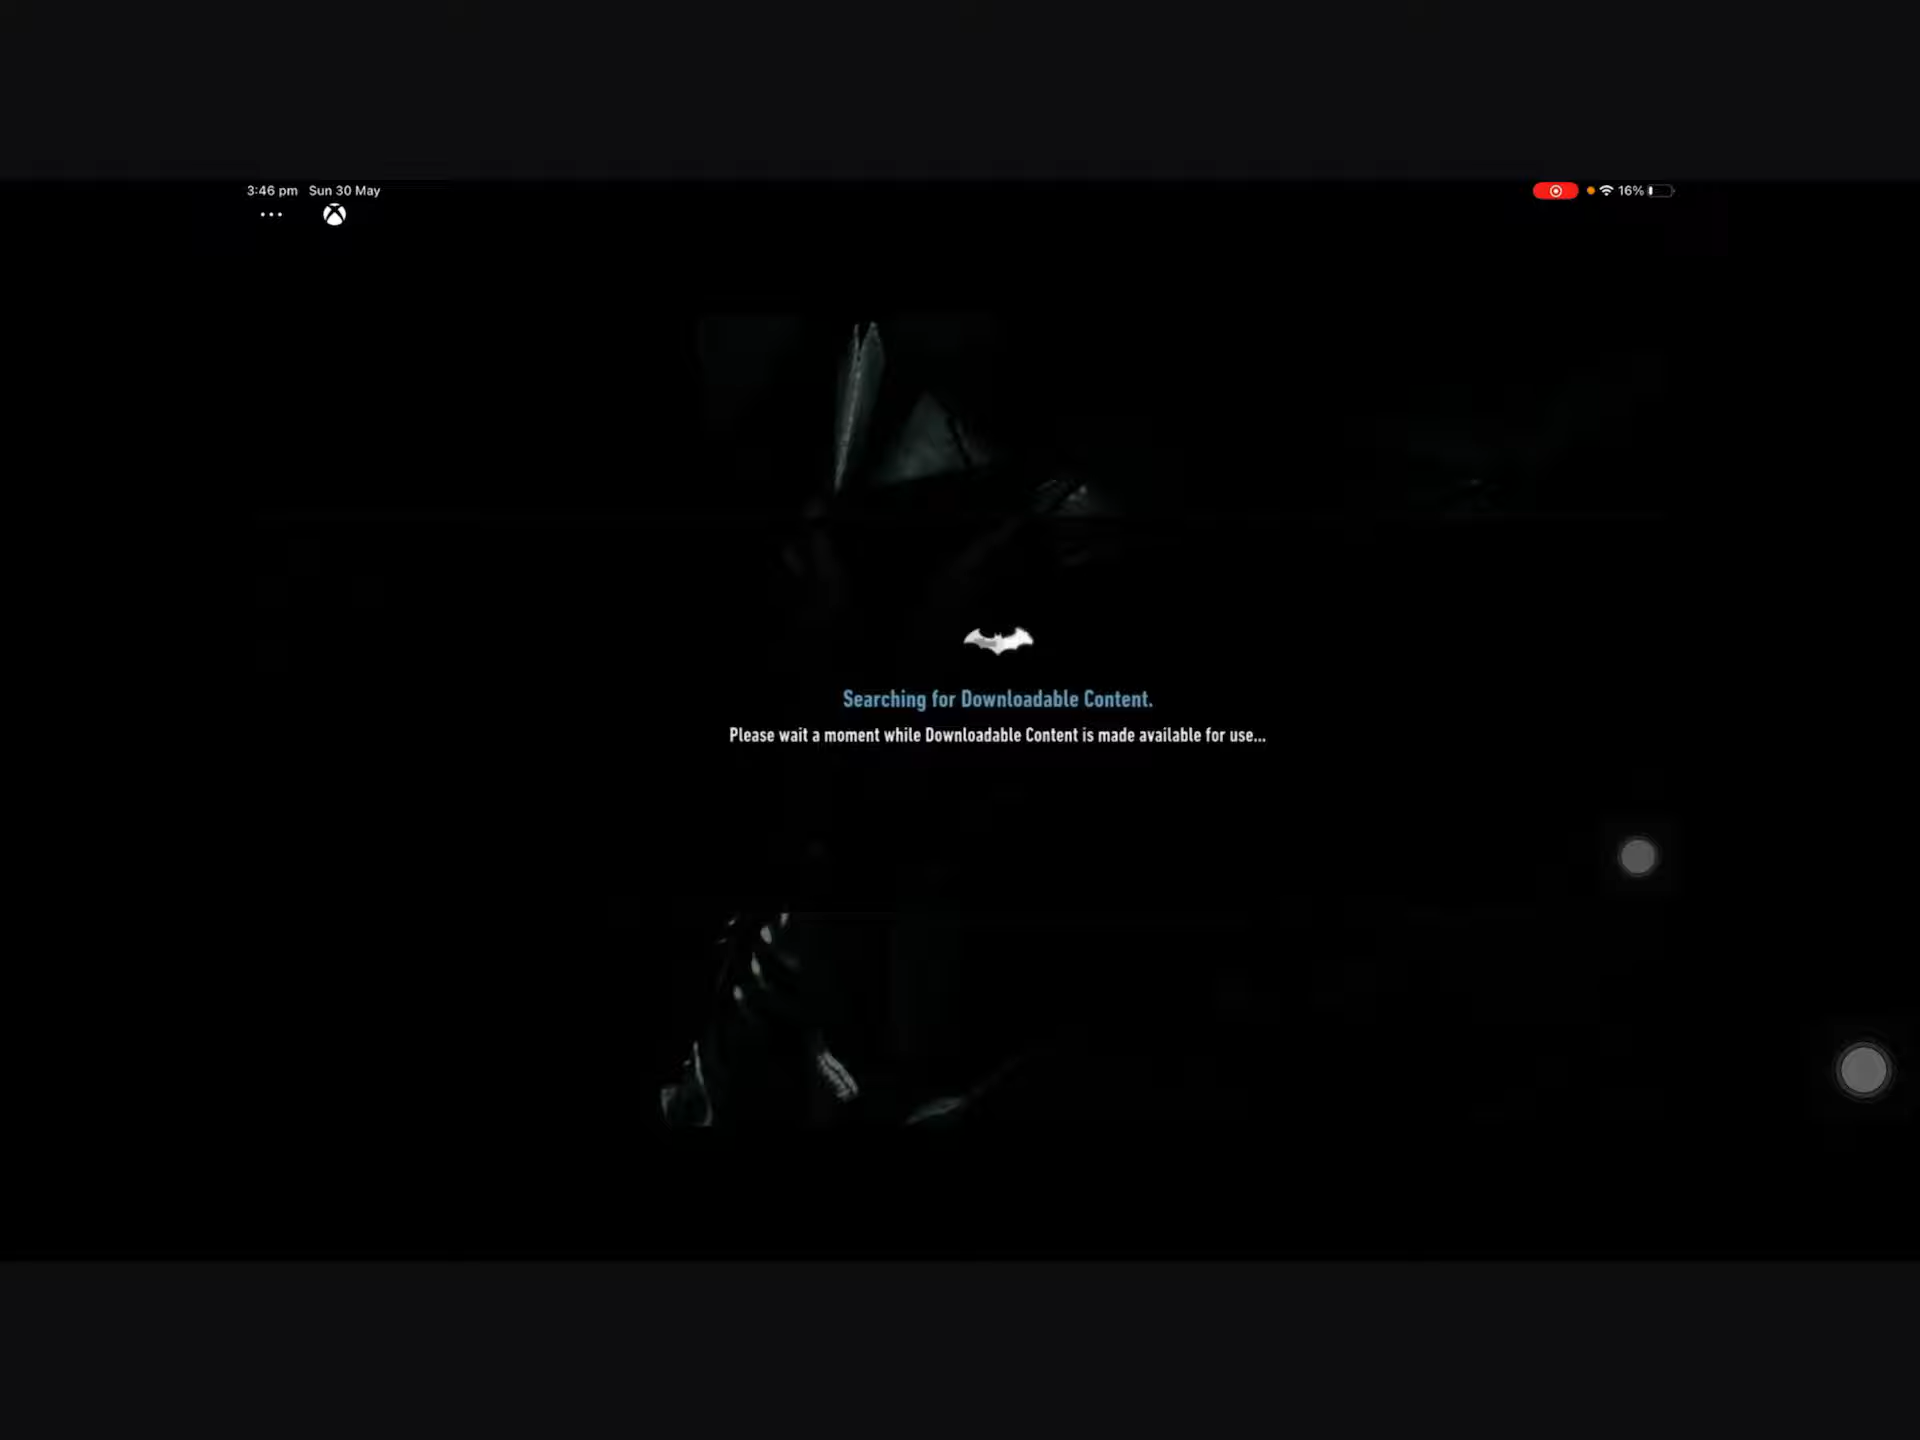 3:46 pm Sun 30 May
16%
Searching for Downloadable Content.
Please wait a moment while Downloadable Content is made available for use...